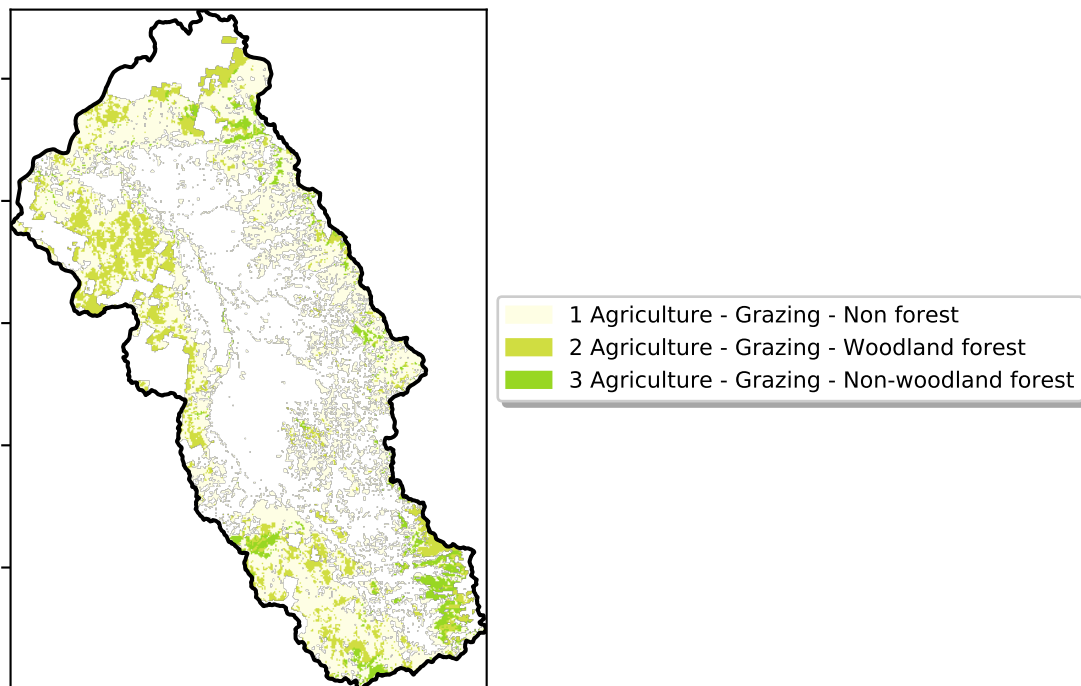 1 Agriculture - Grazing - Non forest
2 Agriculture - Grazing - Woodland forest
3 Agriculture - Grazing - Non-woodland forest